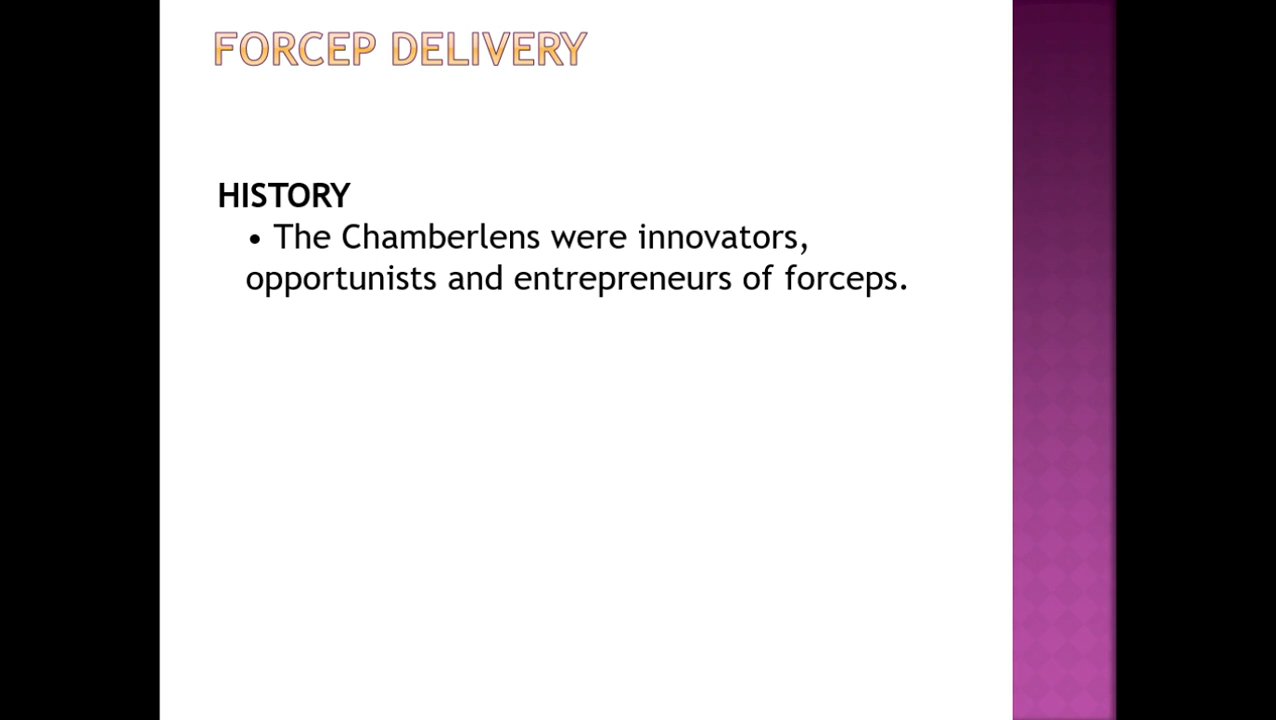 FORCEP DELIVERY
HISTORY
• The Chamberlens were innovators,
opportunists and entrepreneurs of forceps.